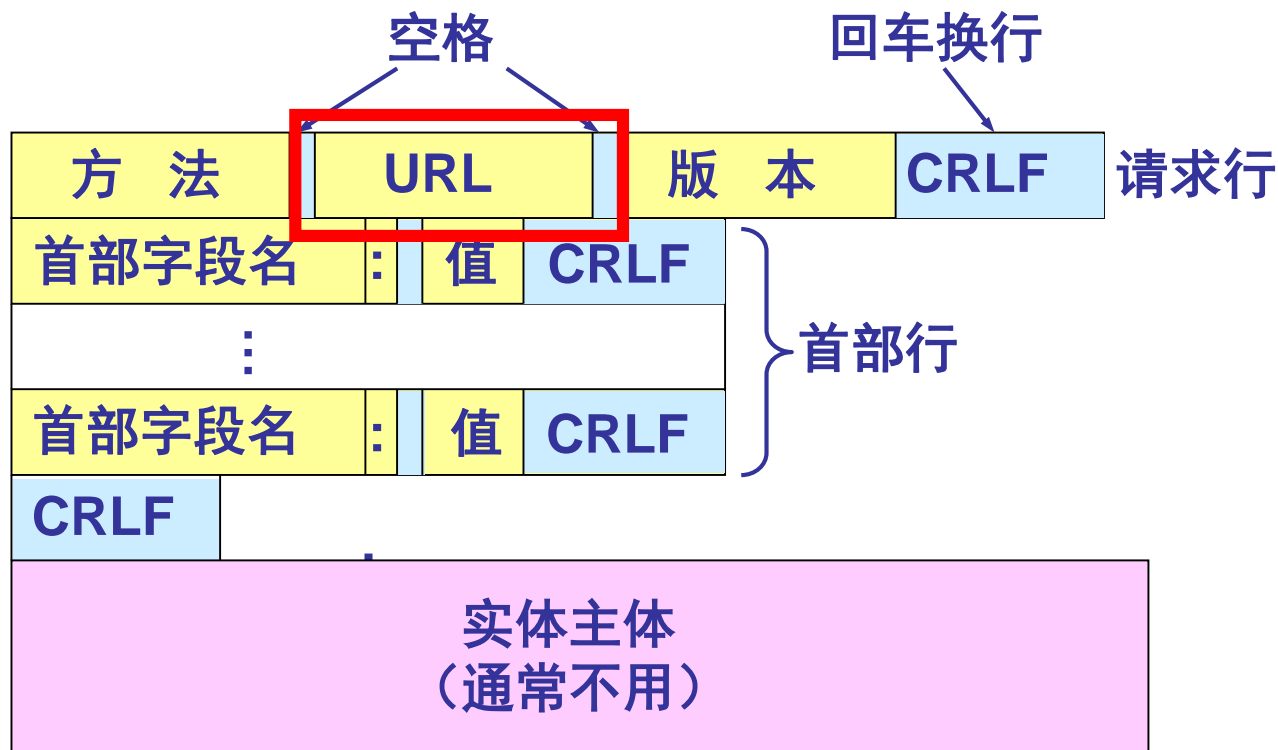 空格 回车换行
方 法 URL 版 本 CRLF 请求行
首部字段名 : 值 CRLF
⋮ 首部行
首部字段名 : 值 CRLF
CRLF
实体主体
（通常不用）